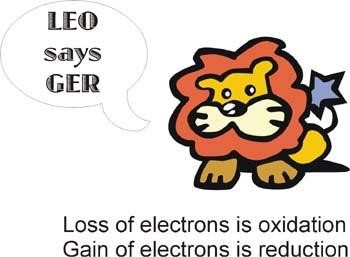 LEO
says
GER
Loss of electrons is oxidation
Gain of electrons is reduction